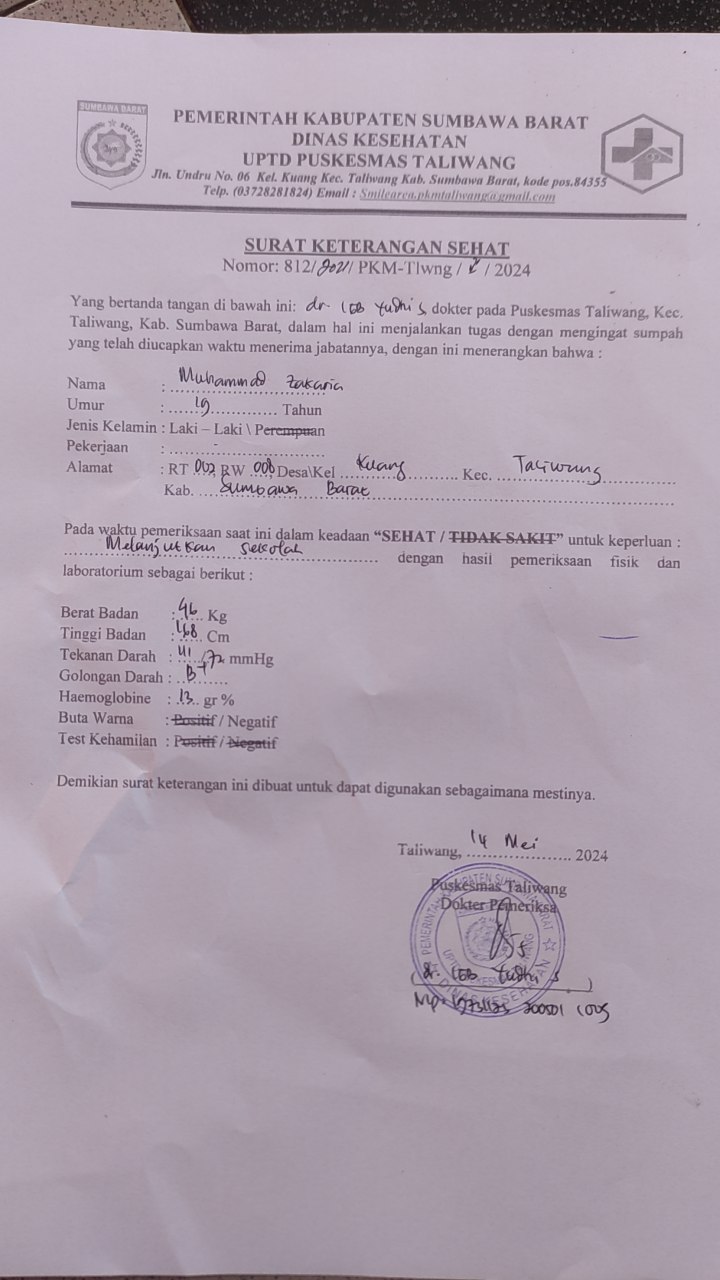 SUMBAWA BARAT
PEMERINTAH KABUPATEN SUMBAWA BARAT
DINAS KESEHATAN
UPTD PUSKESMAS TALIWANG
Jln. Undru No. 06 Kel. Kuang Kec. Taliwang Kab. Sumbawa Barat, kode pos.84355
Telp. (03728281824) Email : Smilearea.pkmtaliwang@gmail.com
SURAT KETERANGAN SEHAT
Nomor: 812/ / PKM-Tlwng / / 2024
Yang bertanda tangan di bawah ini: dr. dokter pada Puskesmas Taliwang, Kec.
Taliwang, Kab. Sumbawa Barat, dalam hal ini menjalankan tugas dengan mengingat sumpah
yang telah diucapkan waktu menerima jabatannya, dengan ini menerangkan bahwa :
Nama : Muhammad Zakaria
Umur : 19 Tahun
Jenis Kelamin : Laki – Laki \ Perempuan
Pekerjaan : -
Alamat : RT 002, RW 008, Desa\Kel Kuang Kec. Taliwang
Kab. Sumbawa Barat
Pada waktu pemeriksaan saat ini dalam keadaan “SEHAT / TIDAK SAKIT” untuk keperluan :
Melanjutkan sekolah dengan hasil pemeriksaan fisik dan
laboratorium sebagai berikut :
Berat Badan : 46 Kg
Tinggi Badan : 168 Cm
Tekanan Darah : /72 mmHg
Golongan Darah : B+
Haemoglobine : 13 gr %
Buta Warna : Positif / Negatif
Test Kehamilan : Positif / Negatif
Demikian surat keterangan ini dibuat untuk dapat digunakan sebagaimana mestinya.
Taliwang, 14 Mei 2024
Puskesmas Taliwang
Dokter Pemeriksa